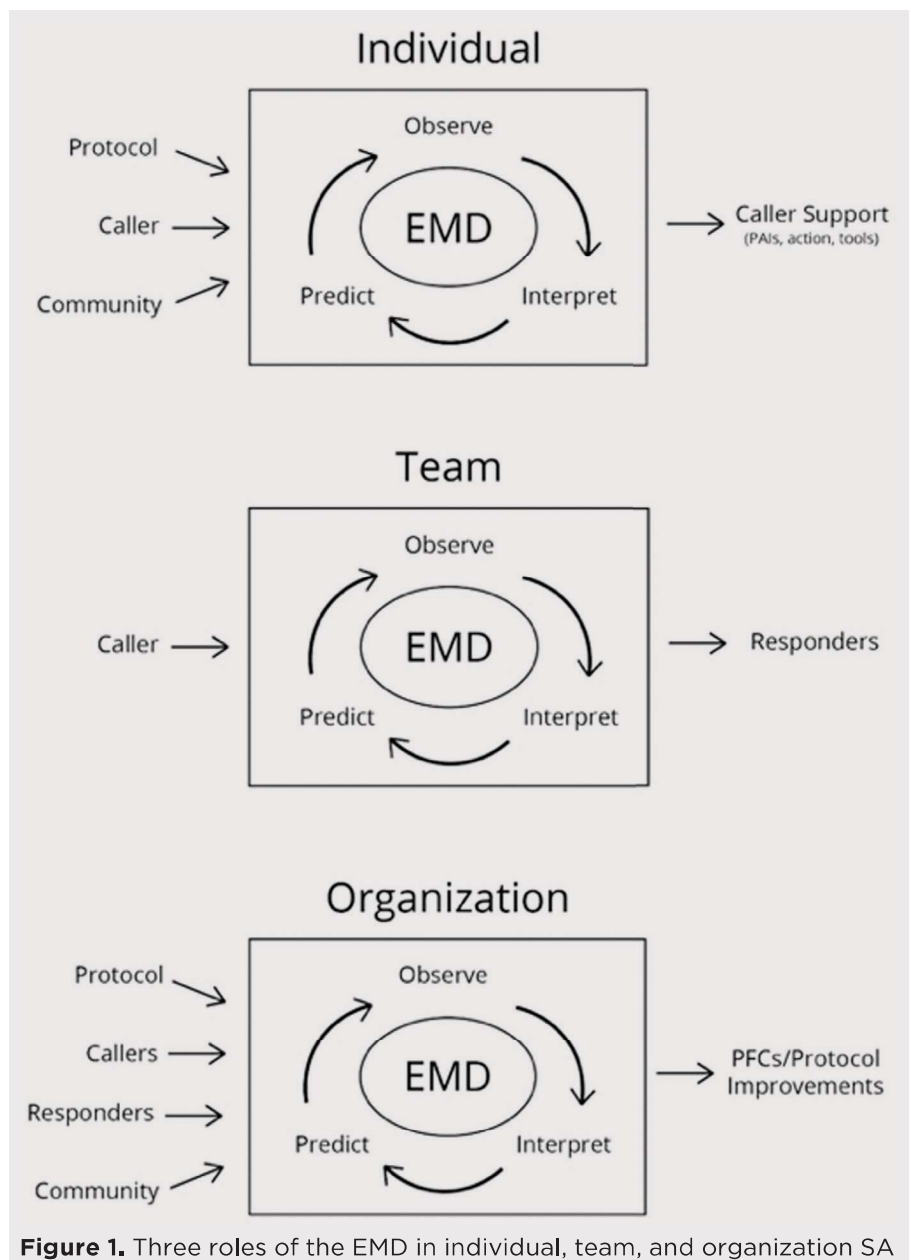 Individual
Observe
Protocol
Caller
EMD
Caller Support
(PAIs, action, tools)
Community
Predict
Interpret
Team
Observe
Caller
EMD
Responders
Predict
Interpret
Organization
Protocol
Observe
Callers
EMD
PFCs/Protocol
Improvements
Responders
Predict
Interpret
Community
Figure 1. Three roles of the EMD in individual, team, and organization SA